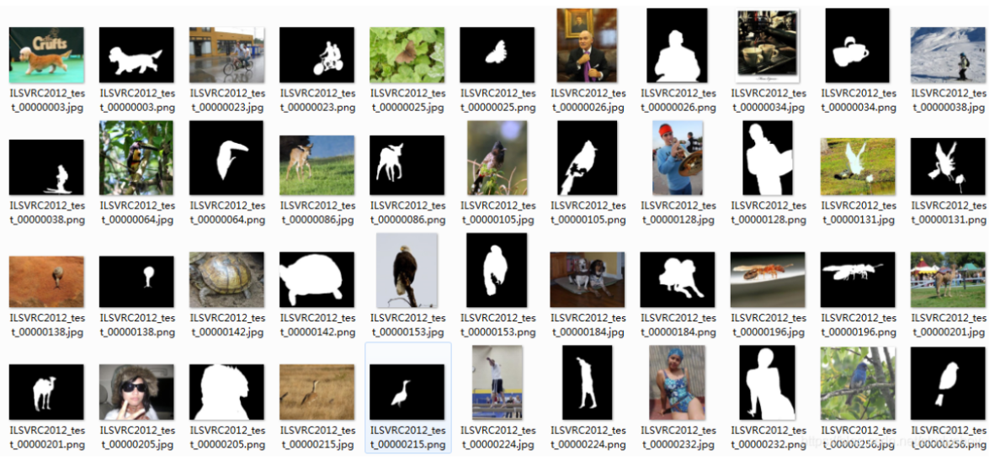 Crufts
ILSVRC2012_tes ILSVRC2012_tes ILSVRC2012_tes ILSVRC2012_tes ILSVRC2012_tes ILSVRC2012_tes ILSVRC2012_tes ILSVRC2012_tes ILSVRC2012_tes ILSVRC2012_tes ILSVRC2012_tes
t_00000003.jpg t_00000003.png t_00000023.jpg t_00000023.png t_00000025.jpg t_00000025.png t_00000026.jpg t_00000026.png t_00000034.jpg t_00000034.png t_00000038.jpg
ILSVRC2012_tes ILSVRC2012_tes ILSVRC2012_tes ILSVRC2012_tes ILSVRC2012_tes ILSVRC2012_tes ILSVRC2012_tes ILSVRC2012_tes ILSVRC2012_tes ILSVRC2012_tes ILSVRC2012_tes
t_00000038.png t_00000064.jpg t_00000064.png t_00000086.jpg t_00000086.png t_00000105.jpg t_00000105.png t_00000128.jpg t_00000128.png t_00000131.jpg t_00000131.png
ILSVRC2012_tes ILSVRC2012_tes ILSVRC2012_tes ILSVRC2012_tes ILSVRC2012_tes ILSVRC2012_tes ILSVRC2012_tes ILSVRC2012_tes ILSVRC2012_tes ILSVRC2012_tes ILSVRC2012_tes
t_00000138.jpg t_00000138.png t_00000142.jpg t_00000142.png t_00000153.jpg t_00000153.png t_00000184.jpg t_00000184.png t_00000196.jpg t_00000196.png t_00000201.jpg
ILSVRC2012_tes ILSVRC2012_tes ILSVRC2012_tes ILSVRC2012_tes ILSVRC2012_tes ILSVRC2012_tes ILSVRC2012_tes ILSVRC2012_tes ILSVRC2012_tes ILSVRC2012_tes ILSVRC2012_tes
t_00000201.png t_00000205.jpg t_00000205.png t_00000215.jpg t_00000215.png t_00000224.jpg t_00000224.png t_00000232.jpg t_00000232.png t_00000256.jpg t_00000256.png